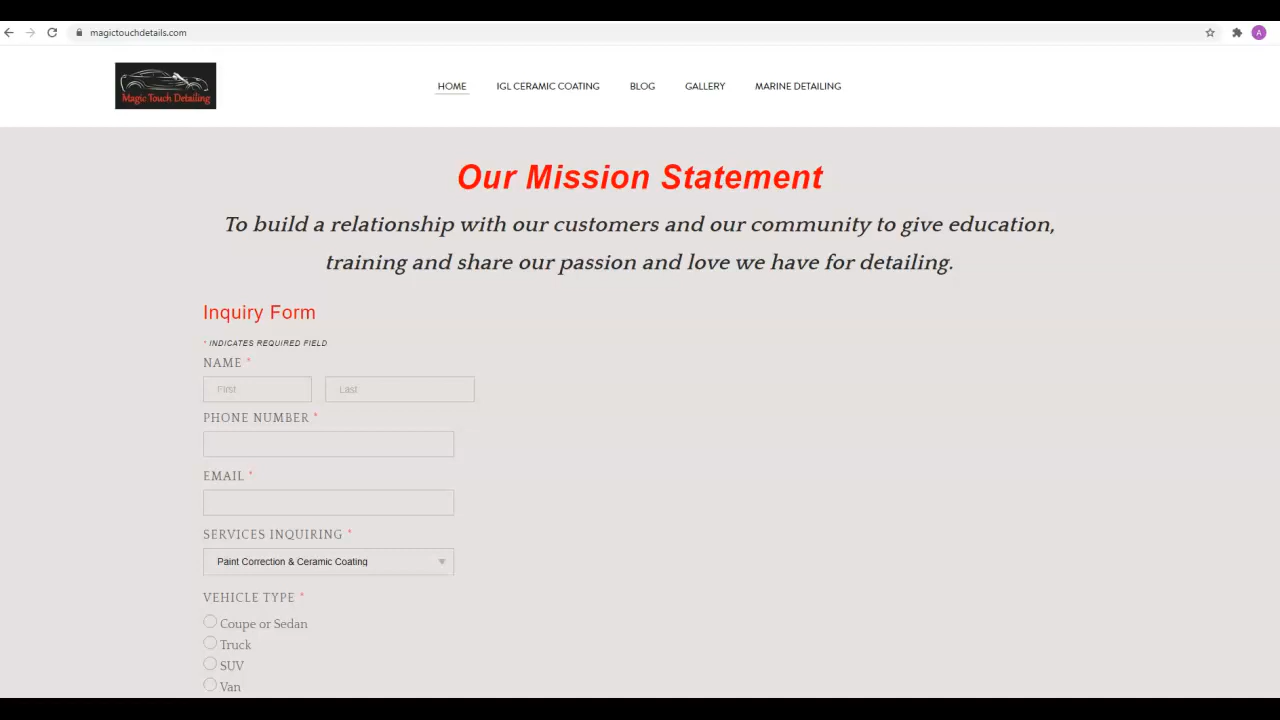 magictouchdetails.com
A
Magic Touch Detailing
HOME
IGL CERAMIC COATING
BLOG
GALLERY
MARINE DETAILING
Our Mission Statement
To build a relationship with our customers and our community to give education,
training and share our passion and love we have for detailing.
Inquiry Form
* INDICATES REQUIRED FIELD
NAME *
First
Last
PHONE NUMBER *
EMAIL *
SERVICES INQUIRING *
Paint Correction & Ceramic Coating
VEHICLE TYPE *
Coupe or Sedan
Truck
SUV
Van